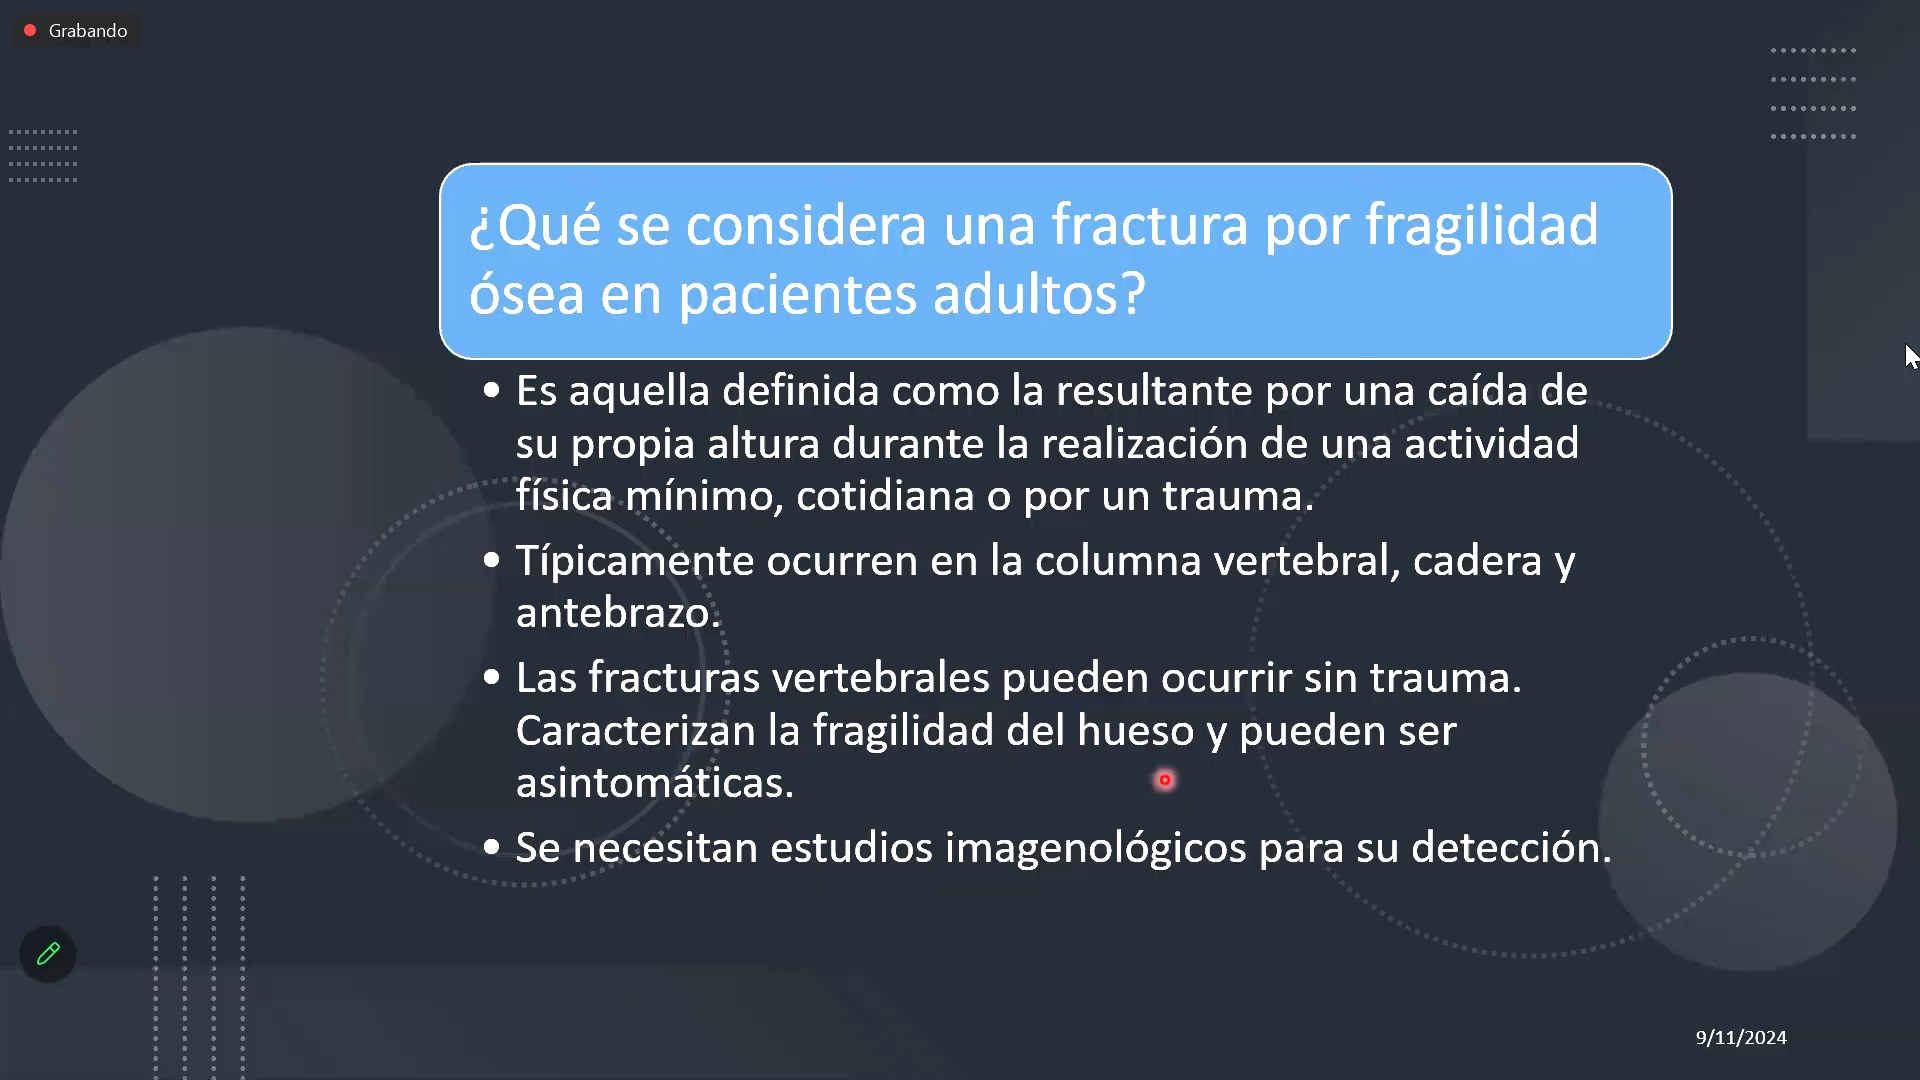 Grabando
¿Qué se considera una fractura por fragilidad
ósea en pacientes adultos?
• Es aquella definida como la resultante por una caída de
su propia altura durante la realización de una actividad
física mínimo, cotidiana o por un trauma.
• Típicamente ocurren en la columna vertebral, cadera y
antebrazo.
• Las fracturas vertebrales pueden ocurrir sin trauma.
Caracterizan la fragilidad del hueso y pueden ser
asintomáticas.
• Se necesitan estudios imagenológicos para su detección.
9/11/2024